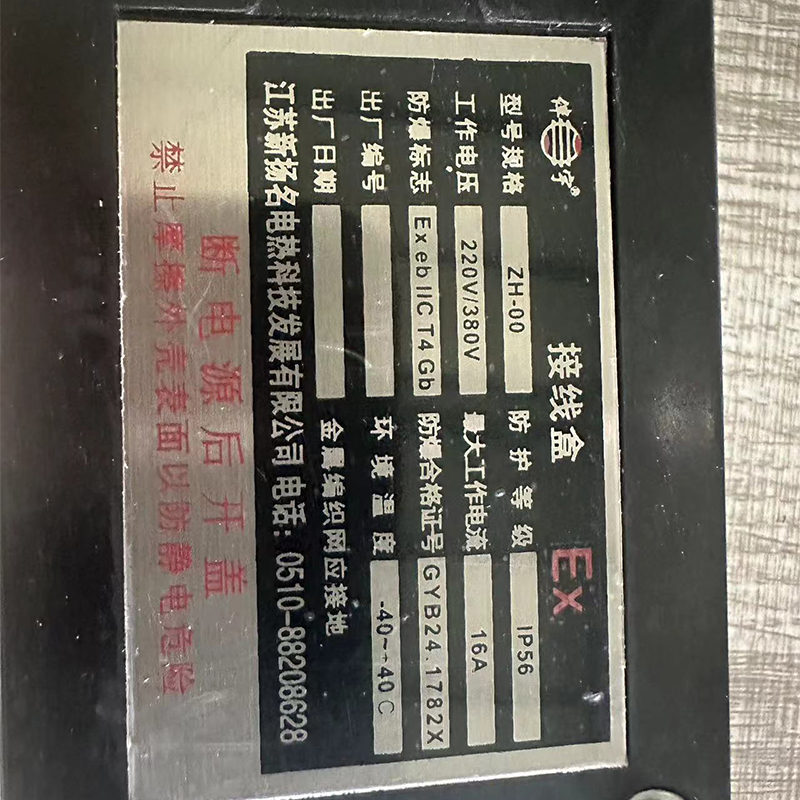 健宇® 接线盒 Ex
型号规格 ZH-00 防护等级 IP56
工作电压 220V/380V 最大工作电流 16A
防爆标志 Ex eb IIC T4 Gb 防爆合格证号 GYB24.1782X
出厂编号 环境温度 -40~+40℃
出厂日期 金属编织网应接地
江苏新扬名电热科技发展有限公司 电话：0510-88208628
断电源后开盖
禁止摩擦外壳表面以防静电危险